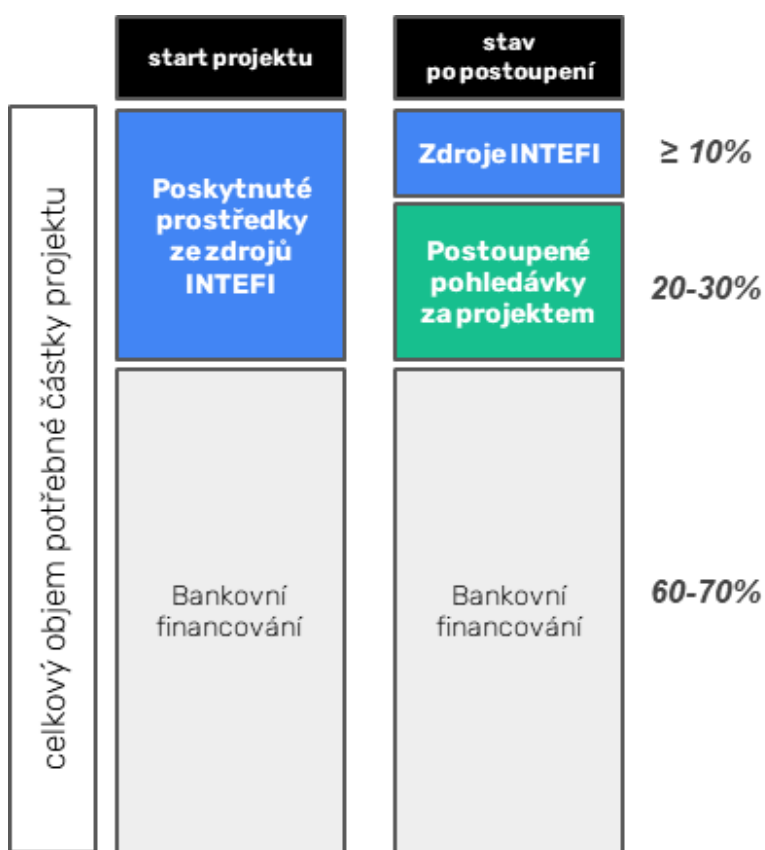 start projektu
stav
po postoupení
celkový objem potřebné částky projektu
Poskytnuté
prostředky
ze zdrojů
INTEFI
Zdroje INTEFI
≥ 10%
Postoupené
pohledávky
za projektem
20-30%
Bankovní
financování
Bankovní
financování
60-70%